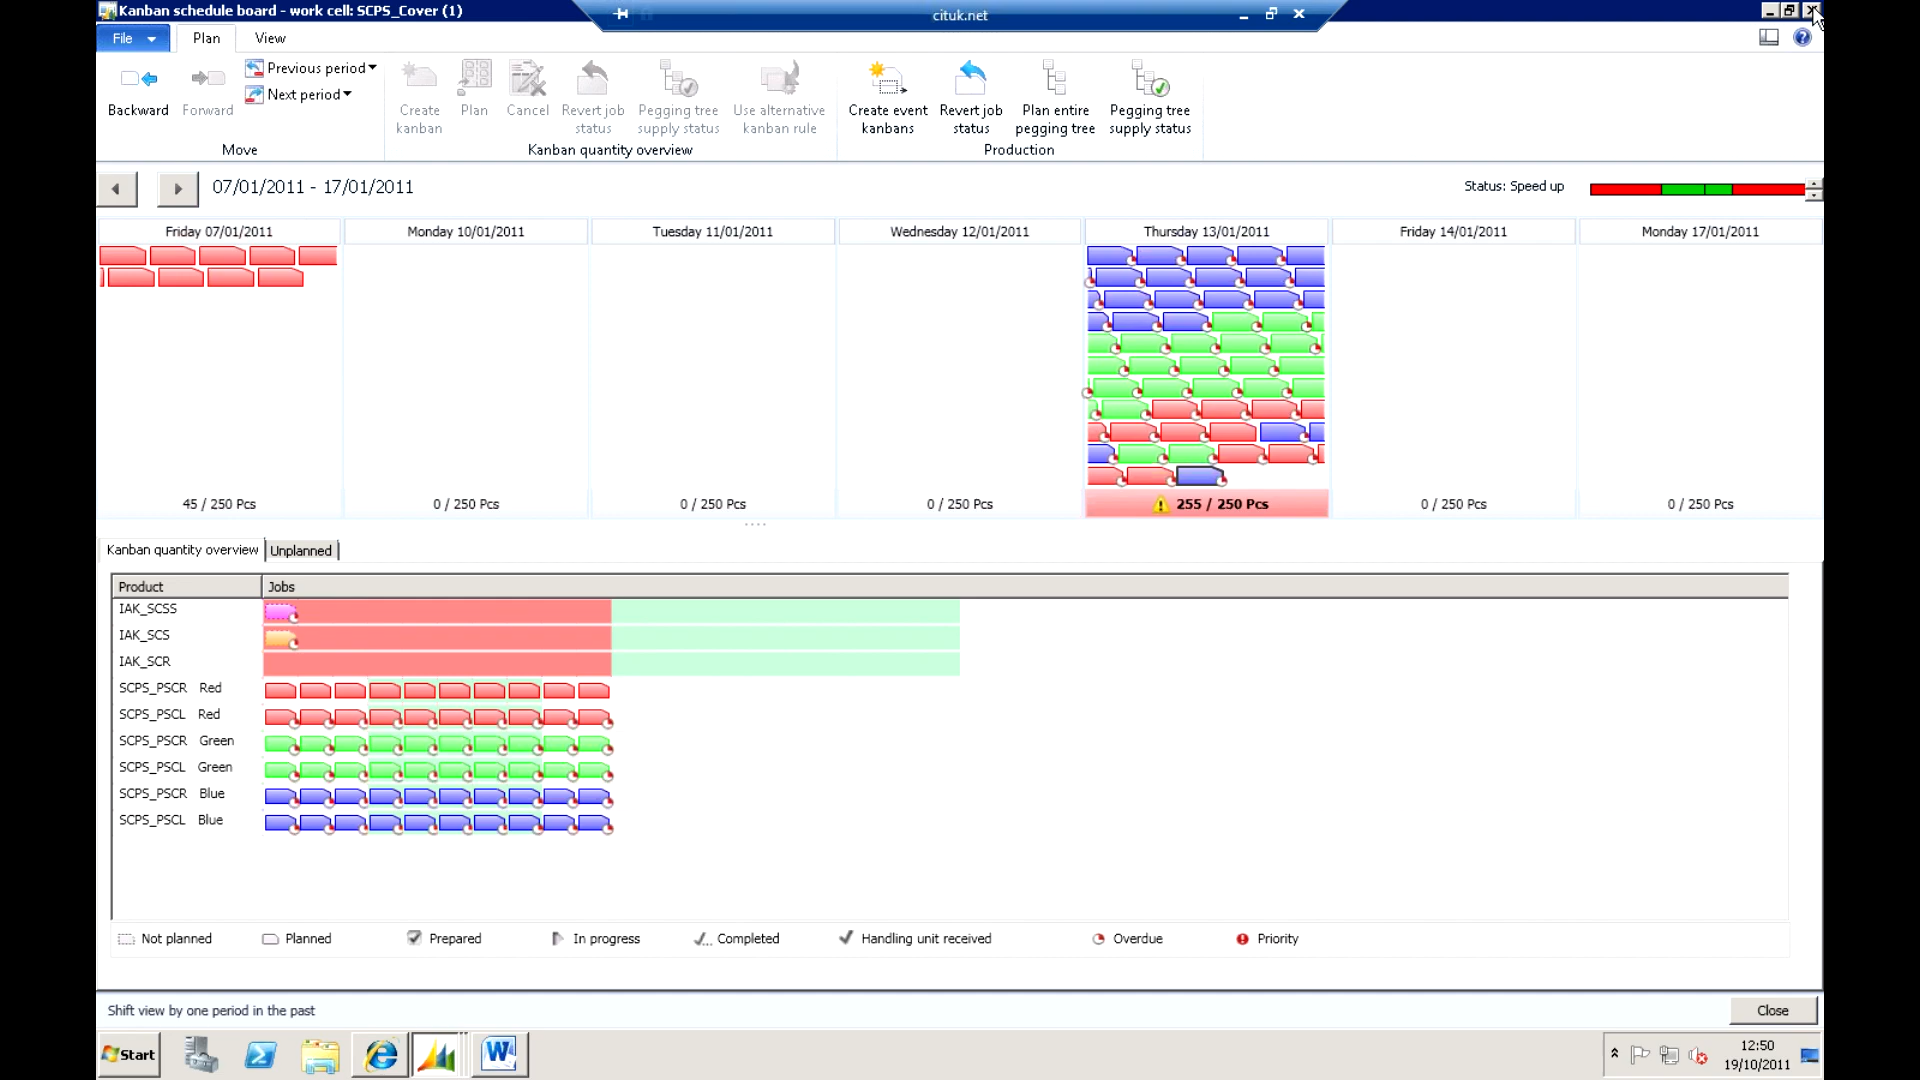 Kanban schedule board - work cell: SCPS_Cover (1)
cituk.net
File Plan View
Backward Forward Previous period Next period
Move
Create kanban Plan Cancel Revert job status Pegging tree supply status Use alternative kanban rule
Kanban quantity overview
Create event kanbans Revert job status Plan entire pegging tree Pegging tree supply status
Production
07/01/2011 - 17/01/2011
Status: Speed up
Friday 07/01/2011 Monday 10/01/2011 Tuesday 11/01/2011 Wednesday 12/01/2011 Thursday 13/01/2011 Friday 14/01/2011 Monday 17/01/2011
45 / 250 Pcs 0 / 250 Pcs 0 / 250 Pcs 0 / 250 Pcs 255 / 250 Pcs 0 / 250 Pcs 0 / 250 Pcs
Kanban quantity overview Unplanned
Product Jobs
IAK_SCSS
IAK_SCS
IAK_SCR
SCPS_PSCR Red
SCPS_PSCL Red
SCPS_PSCR Green
SCPS_PSCL Green
SCPS_PSCR Blue
SCPS_PSCL Blue
Not planned Planned Prepared In progress Completed Handling unit received Overdue Priority
Shift view by one period in the past
Close
Start
12:50
19/10/2011